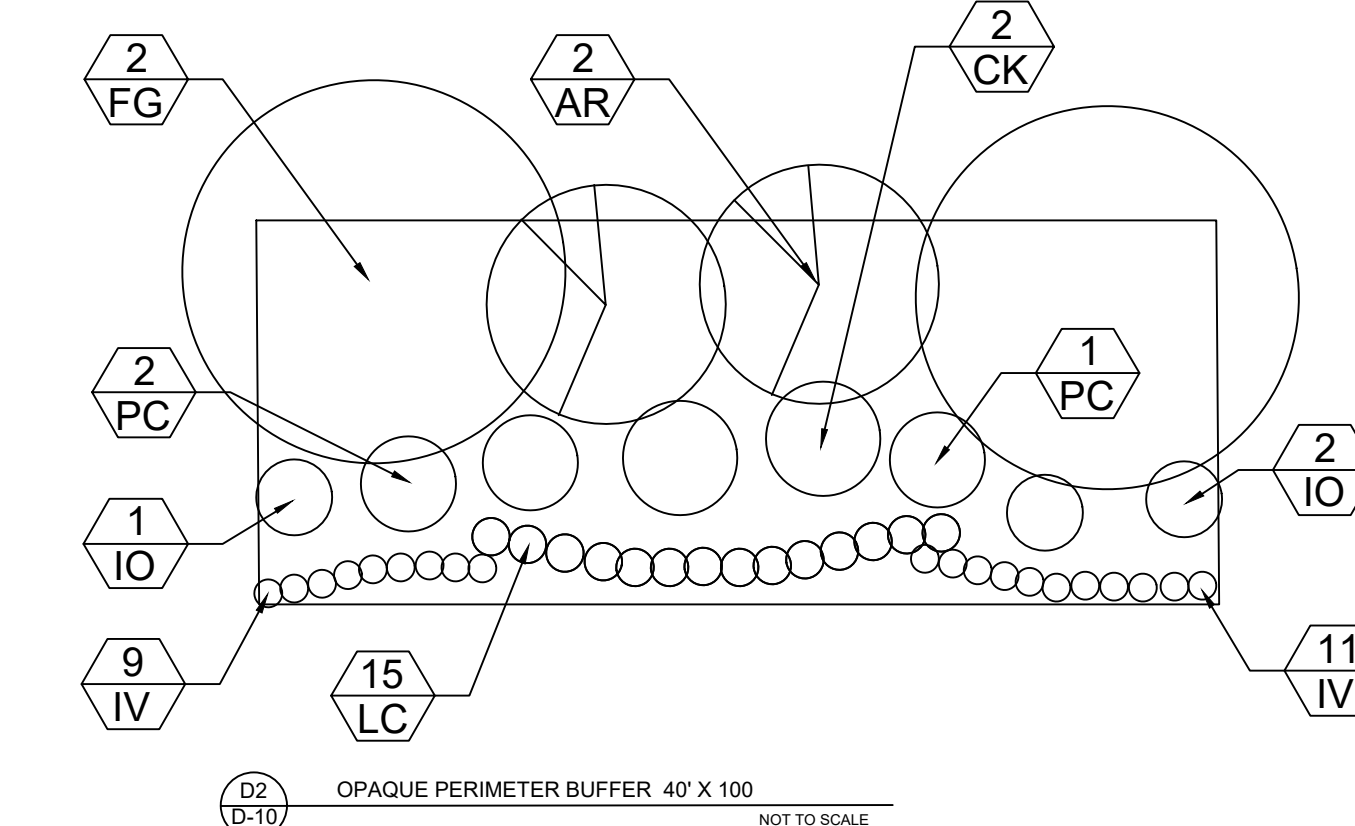 2
FG
2
AR
2
CK
2
PC
1
PC
1
IO
2
IO
9
IV
15
LC
11
IV
D2
D-10
OPAQUE PERIMETER BUFFER 40' X 100
NOT TO SCALE